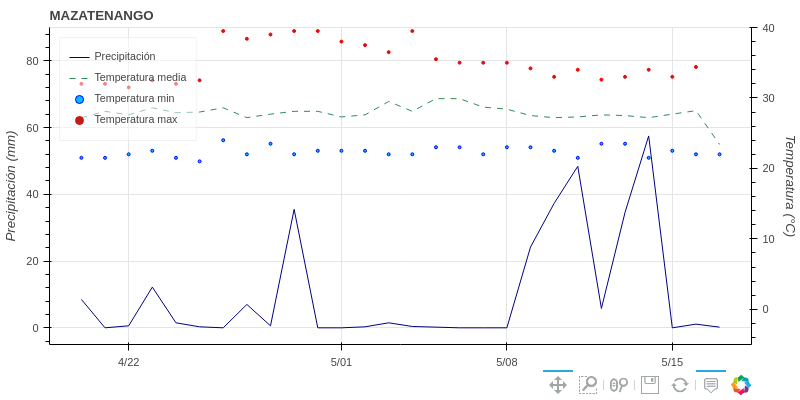 MAZATENANGO
Precipitación
Temperatura media
Temperatura min
Temperatura max
Precipitación (mm)
80
60
40
20
0
Temperatura (°C)
40
30
20
10
0
4/22
5/01
5/08
5/15